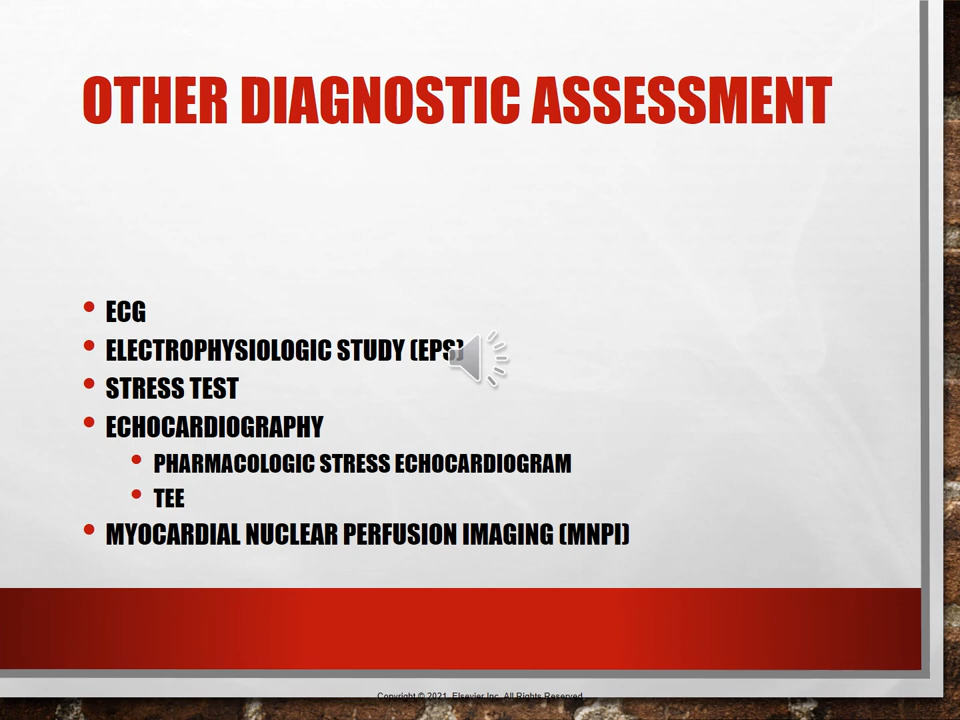 OTHER DIAGNOSTIC ASSESSMENT
• ECG
• ELECTROPHYSIOLOGIC STUDY (EPS)
• STRESS TEST
• ECHOCARDIOGRAPHY
• PHARMACOLOGIC STRESS ECHOCARDIOGRAM
• TEE
• MYOCARDIAL NUCLEAR PERFUSION IMAGING (MNPI)
Copyright © 2021, Elsevier Inc. All Rights Reserved.